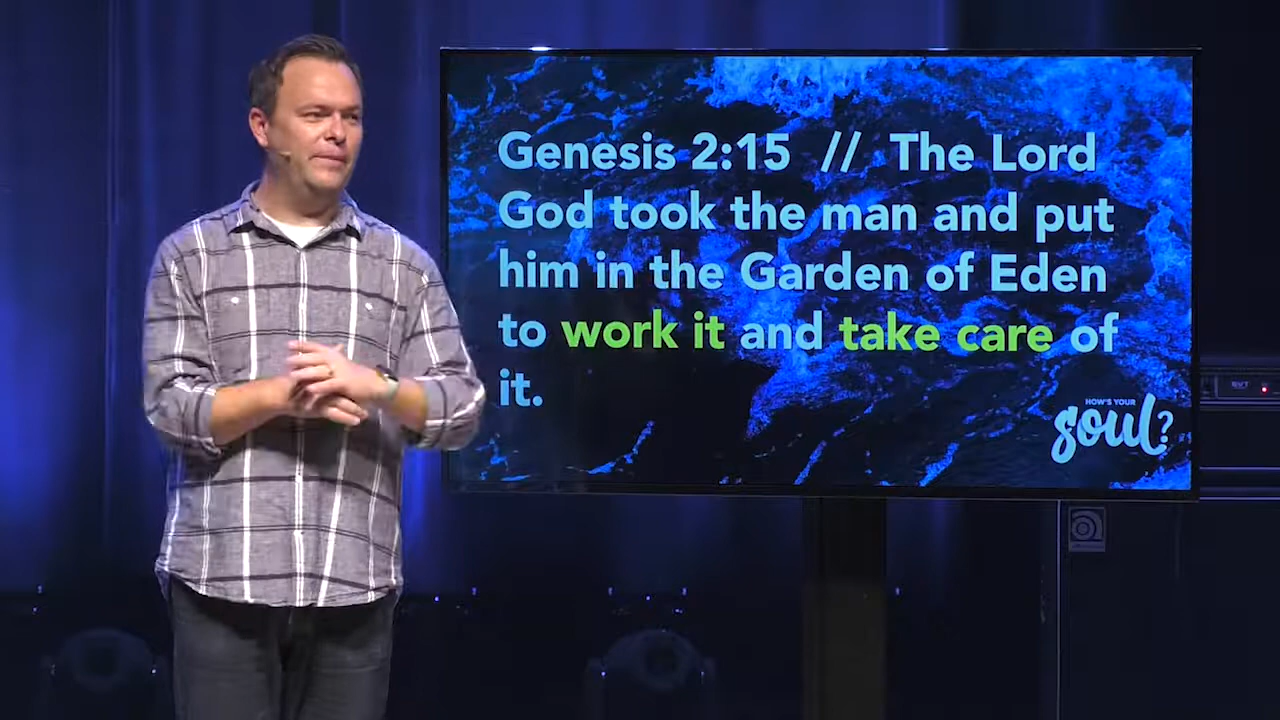 Genesis 2:15 // The Lord
God took the man and put
him in the Garden of Eden
to work it and take care of
it.
HOW'S YOUR
soul?